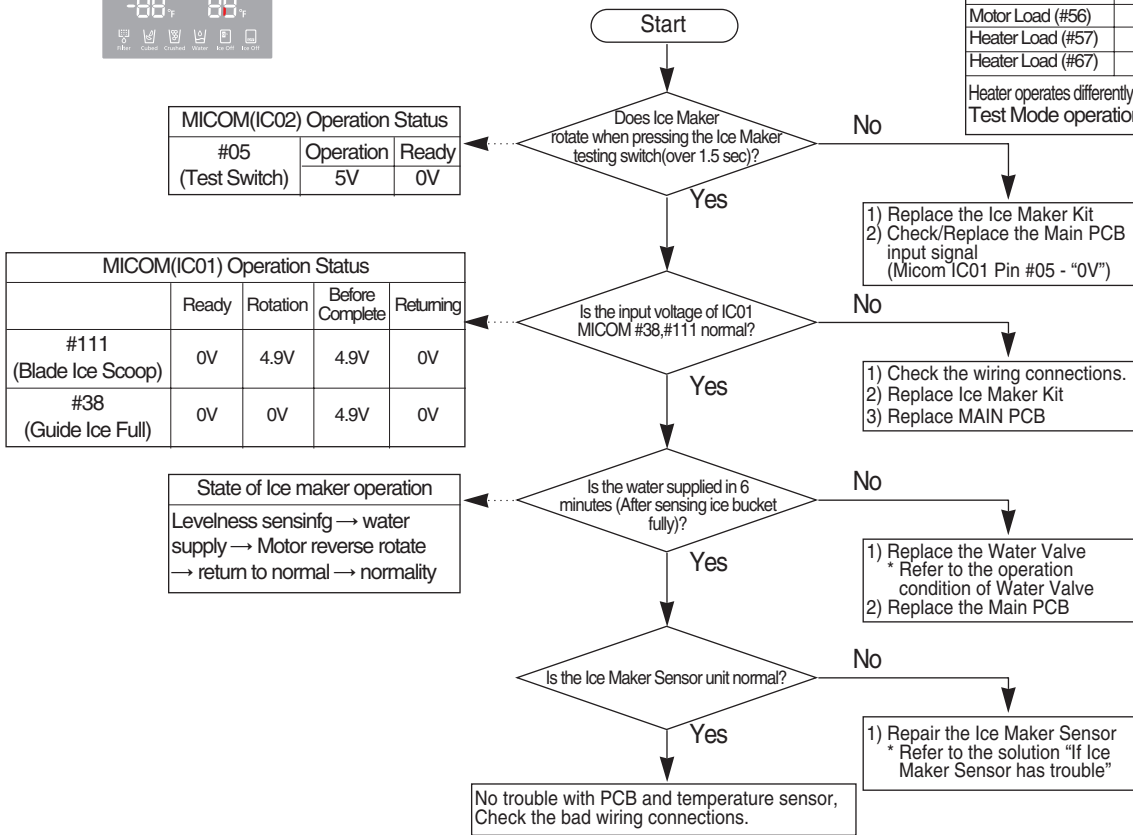 -88 °F 88 °F
Filter Cubed Crushed Water Ice Off Ice Off
Start
Motor Load (#56)
Heater Load (#57)
Heater Load (#67)
Heater operates differently
Test Mode operation
MICOM(IC02) Operation Status
#05 Operation Ready
(Test Switch) 5V 0V
Does Ice Maker
rotate when pressing the Ice Maker
testing switch(over 1.5 sec)?
No
Yes
1) Replace the Ice Maker Kit
2) Check/Replace the Main PCB
input signal
(Micom IC01 Pin #05 - “0V”)
MICOM(IC01) Operation Status
Ready Rotation Before Complete Returning
#111
(Blade Ice Scoop) 0V 4.9V 4.9V 0V
#38
(Guide Ice Full) 0V 0V 4.9V 0V
Is the input voltage of IC01
MICOM #38,#111 normal?
No
Yes
1) Check the wiring connections.
2) Replace Ice Maker Kit
3) Replace MAIN PCB
State of Ice maker operation
Levelness sensinfg → water
supply → Motor reverse rotate
→ return to normal → normality
Is the water supplied in 6
minutes (After sensing ice bucket
fully)?
No
Yes
1) Replace the Water Valve
* Refer to the operation
condition of Water Valve
2) Replace the Main PCB
Is the Ice Maker Sensor unit normal?
No
Yes
1) Repair the Ice Maker Sensor
* Refer to the solution “If Ice
Maker Sensor has trouble”
No trouble with PCB and temperature sensor,
Check the bad wiring connections.